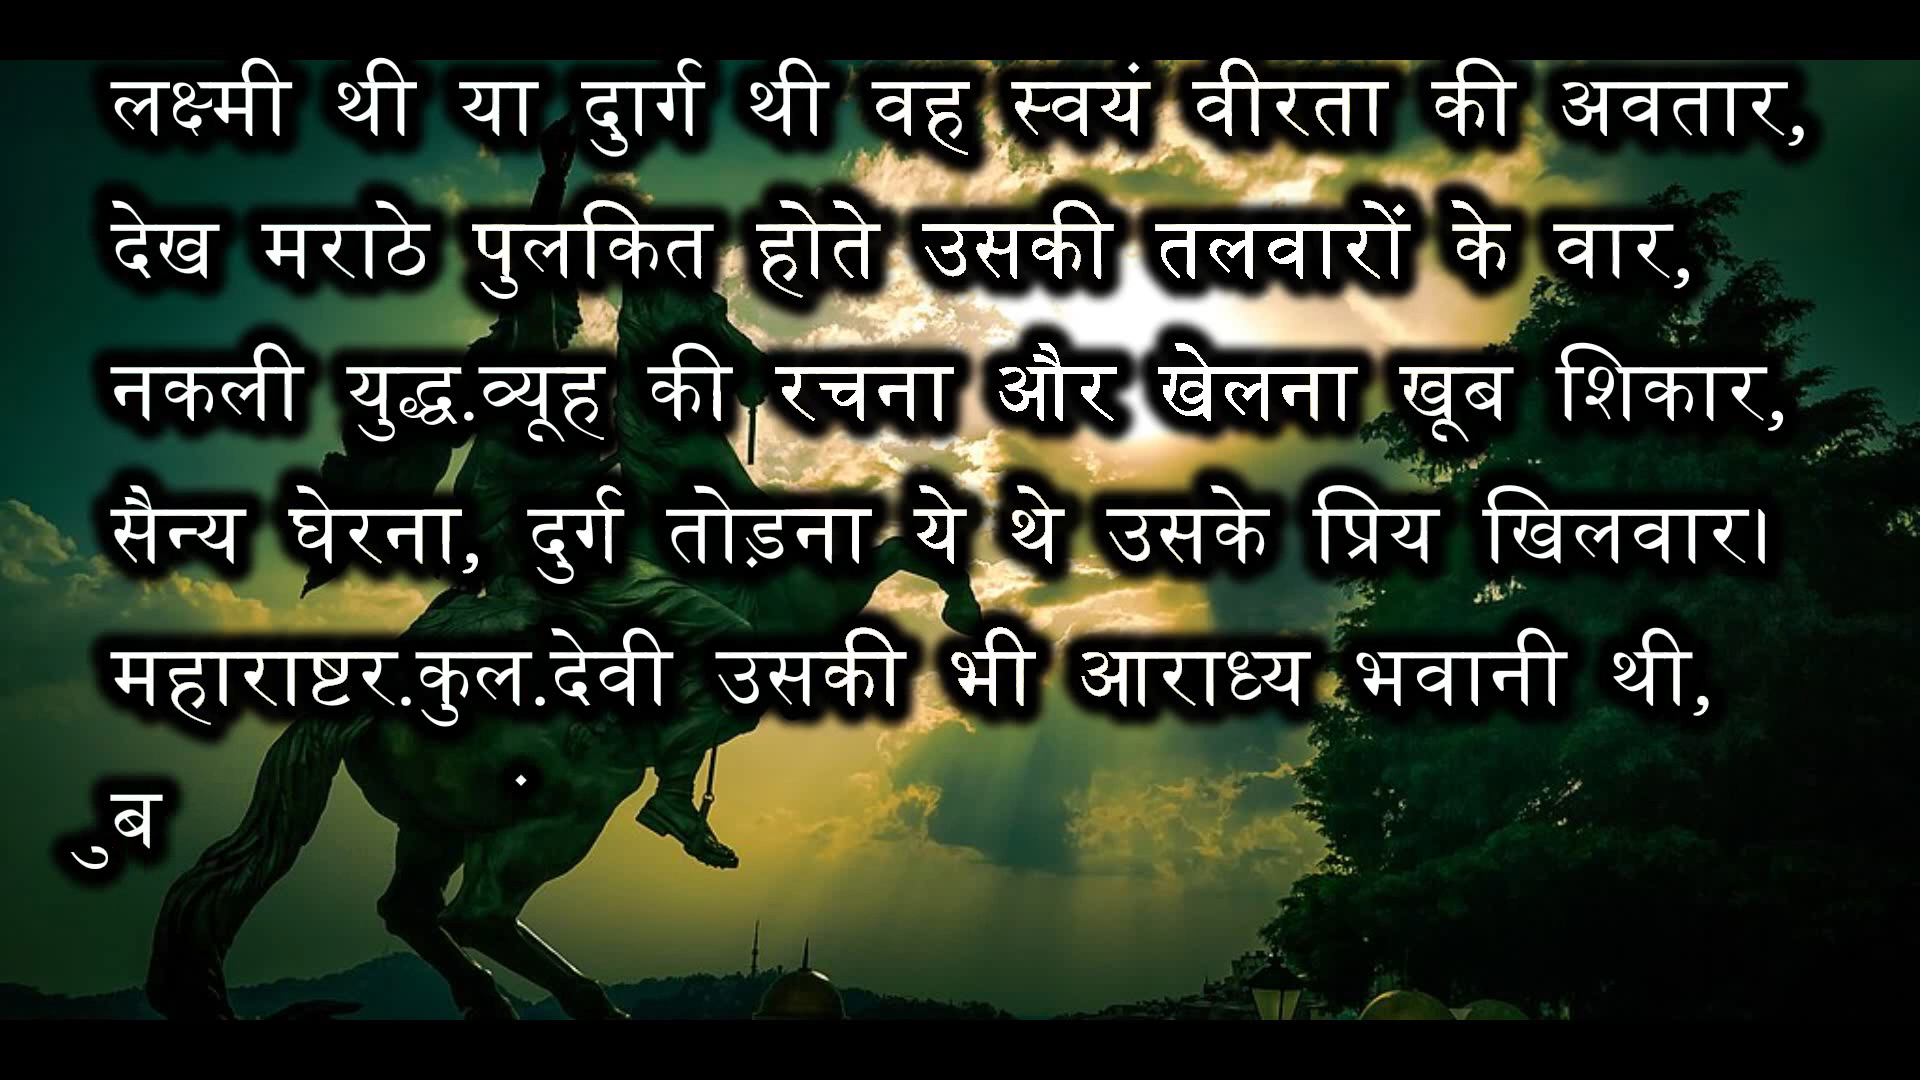 लक्ष्मी थी या दुार्ग थी वह स्वयं वीरता की अवतार,
देख मराठे पुलकित होते उसकी तलवारों के वार,
नकली युद्ध.व्यूह की रचना और खेलना खूब शिकार,
सैन्य घेरना, दुर्ग तोड़ना ये थे उसके प्रिय खिलवार।
महाराष्टर.कुल.देवी उसकी भी आराध्य भवानी थी,
ुब